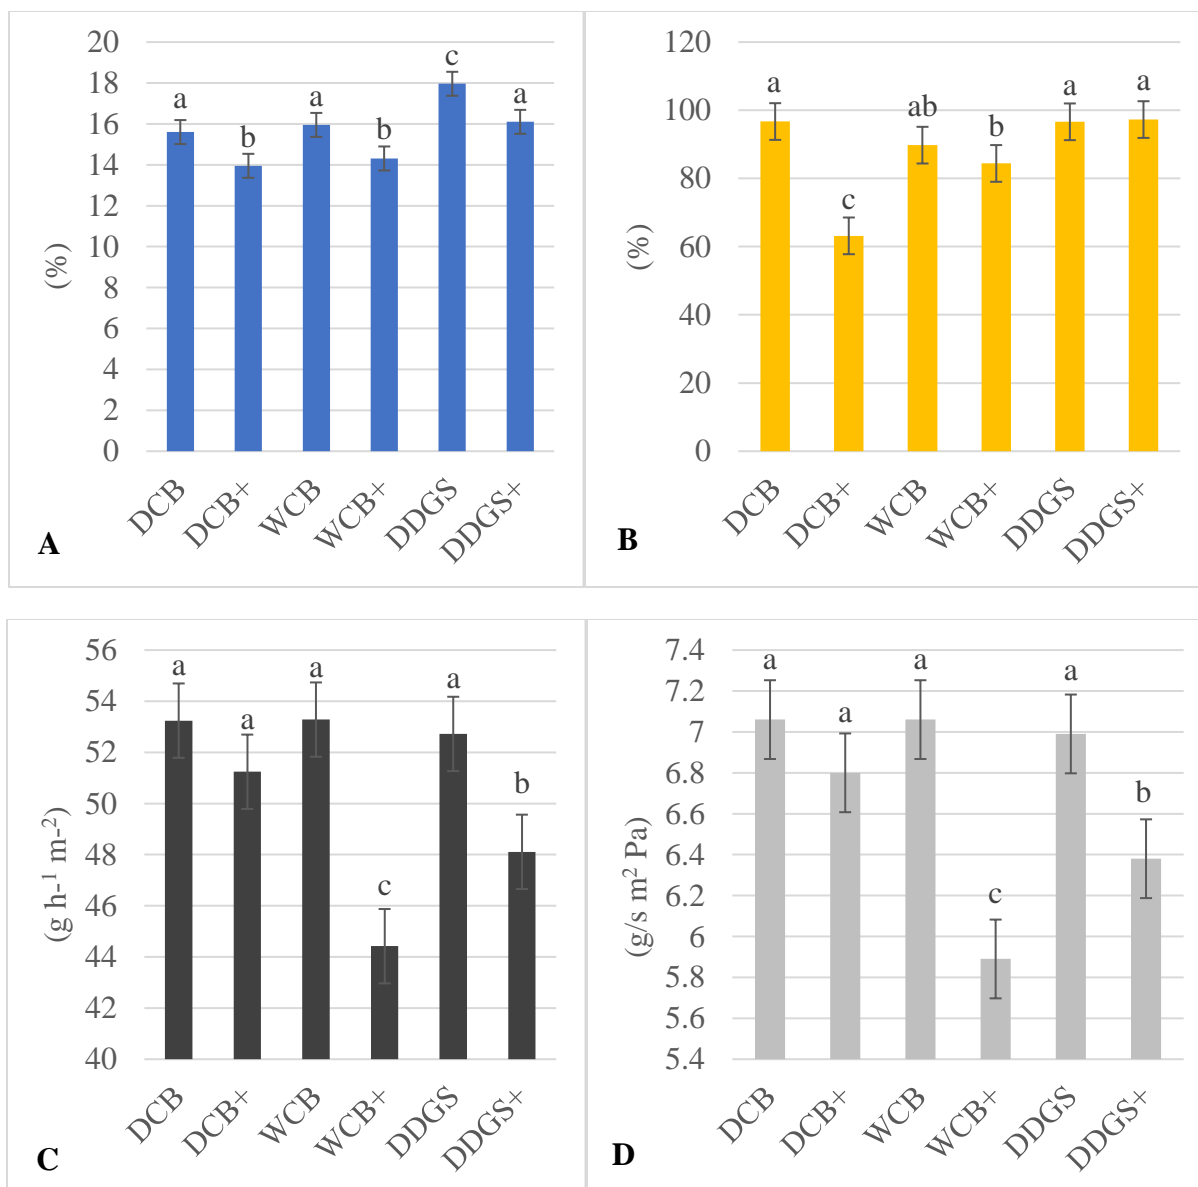 20
18
16
14
12
10
8
6
4
2
0
(%)
a
b
a
b
c
a
DCB
DCB+
WCB
WCB+
DDGS
DDGS+
A
120
100
80
60
40
20
0
(%)
a
c
ab
b
a
a
DCB
DCB+
WCB
WCB+
DDGS
DDGS+
B
56
54
52
50
48
46
44
42
40
(g h-¹ m-²)
a
a
a
c
a
b
DCB
DCB+
WCB
WCB+
DDGS
DDGS+
C
7.4
7.2
7
6.8
6.6
6.4
6.2
6
5.8
5.6
5.4
(g/s m² Pa)
a
a
a
c
a
b
DCB
DCB+
WCB
WCB+
DDGS
DDGS+
D